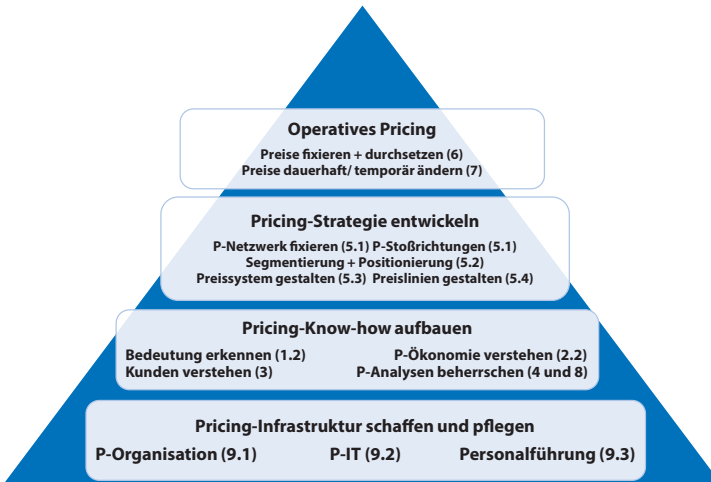 Operatives Pricing
Preise fixieren + durchsetzen (6)
Preise dauerhaft/ temporär ändern (7)
Pricing-Strategie entwickeln
P-Netzwerk fixieren (5.1) P-Stoßrichtungen (5.1)
Segmentierung + Positionierung (5.2)
Preissystem gestalten (5.3) Preislinien gestalten (5.4)
Pricing-Know-how aufbauen
Bedeutung erkennen (1.2) P-Ökonomie verstehen (2.2)
Kunden verstehen (3) P-Analysen beherrschen (4 und 8)
Pricing-Infrastruktur schaffen und pflegen
P-Organisation (9.1) P-IT (9.2) Personalführung (9.3)